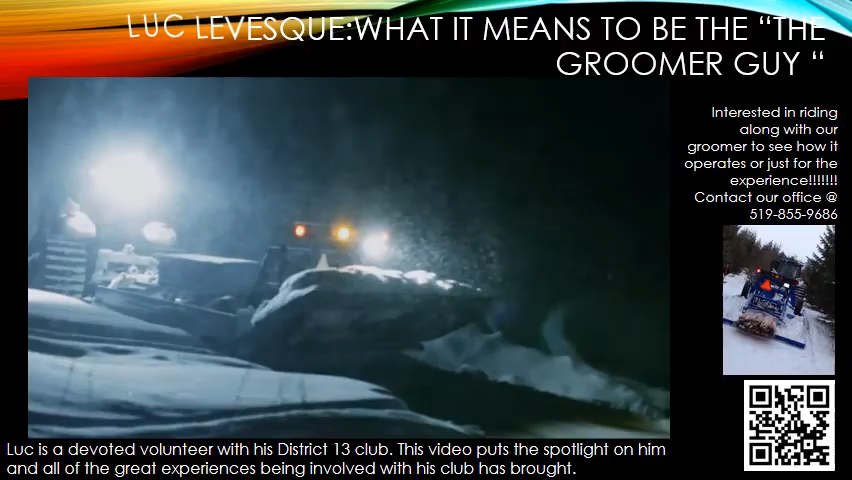 LUC LEVESQUE:WHAT IT MEANS TO BE THE “THE
GROOMER GUY “
Interested in riding
along with our
groomer to see how it
operates or just for the
experience!!!!!!!
Contact our office @
519-855-9686
Luc is a devoted volunteer with his District 13 club. This video puts the spotlight on him
and all of the great experiences being involved with his club has brought.